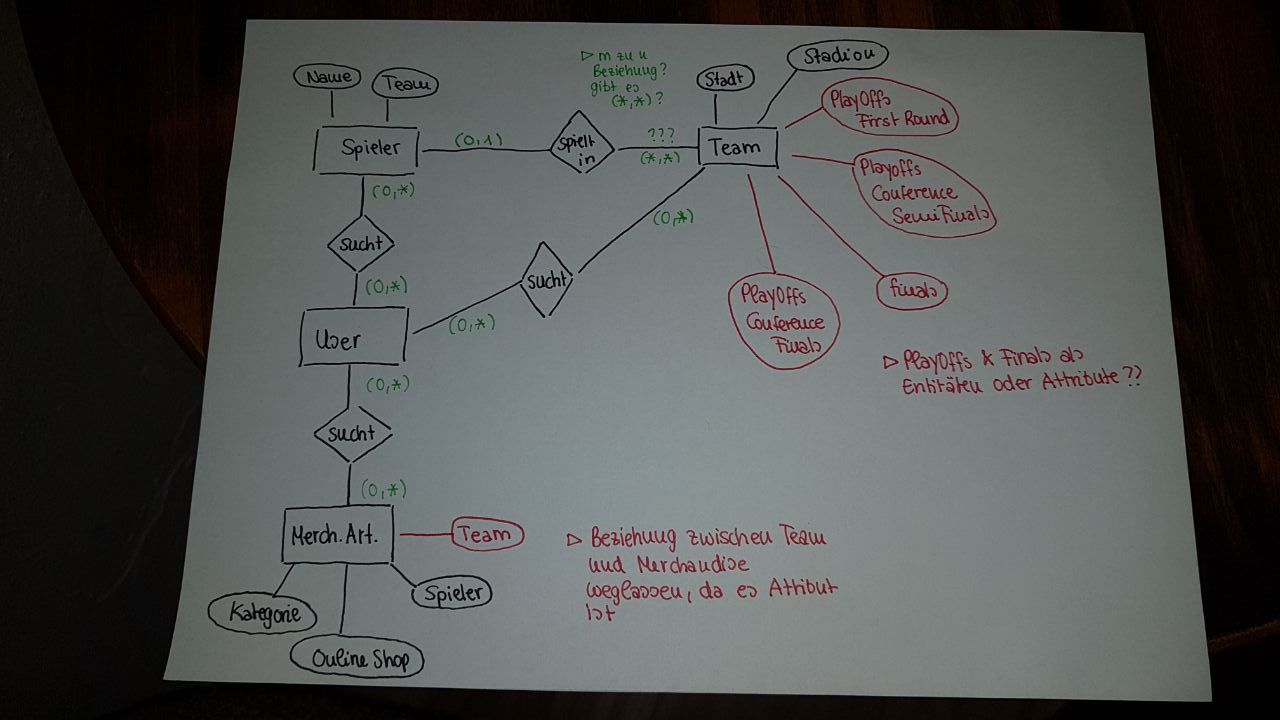 ▷ m zu n
Beziehung?
gibt es
(*,*)?
Stadion
Name
Team
Stadt
PlayOffs
First Round
Spieler
(0,1)
spielt
in
???
(*,*)
Team
Playoffs
Conference
SemiFinals
(0,*)
(0,*)
sucht
sucht
(0,*)
(0,*)
Finals
PlayOffs
Conference
Finals
User
▷ PlayOffs & Finals als
Entitäten oder Attribute??
(0,*)
sucht
(0,*)
Merch. Art.
Team
▷ Beziehung zwischen Team
und Merchandise
weglassen, da es Attribut
ist
Spieler
Kategorie
Online Shop